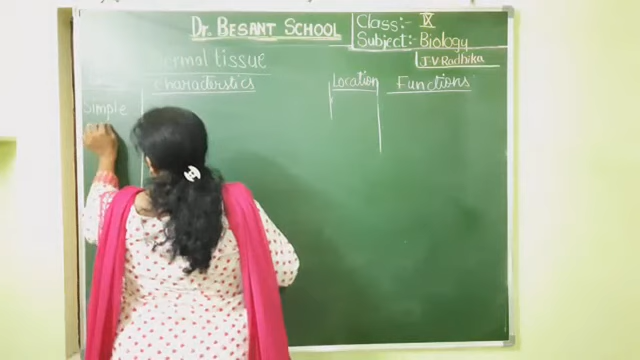 Dr. BESANT SCHOOL
Class:- IX
Subject:- Biology
J.V Radhika
ermal tissue
characteristics
Location
Functions
Simple